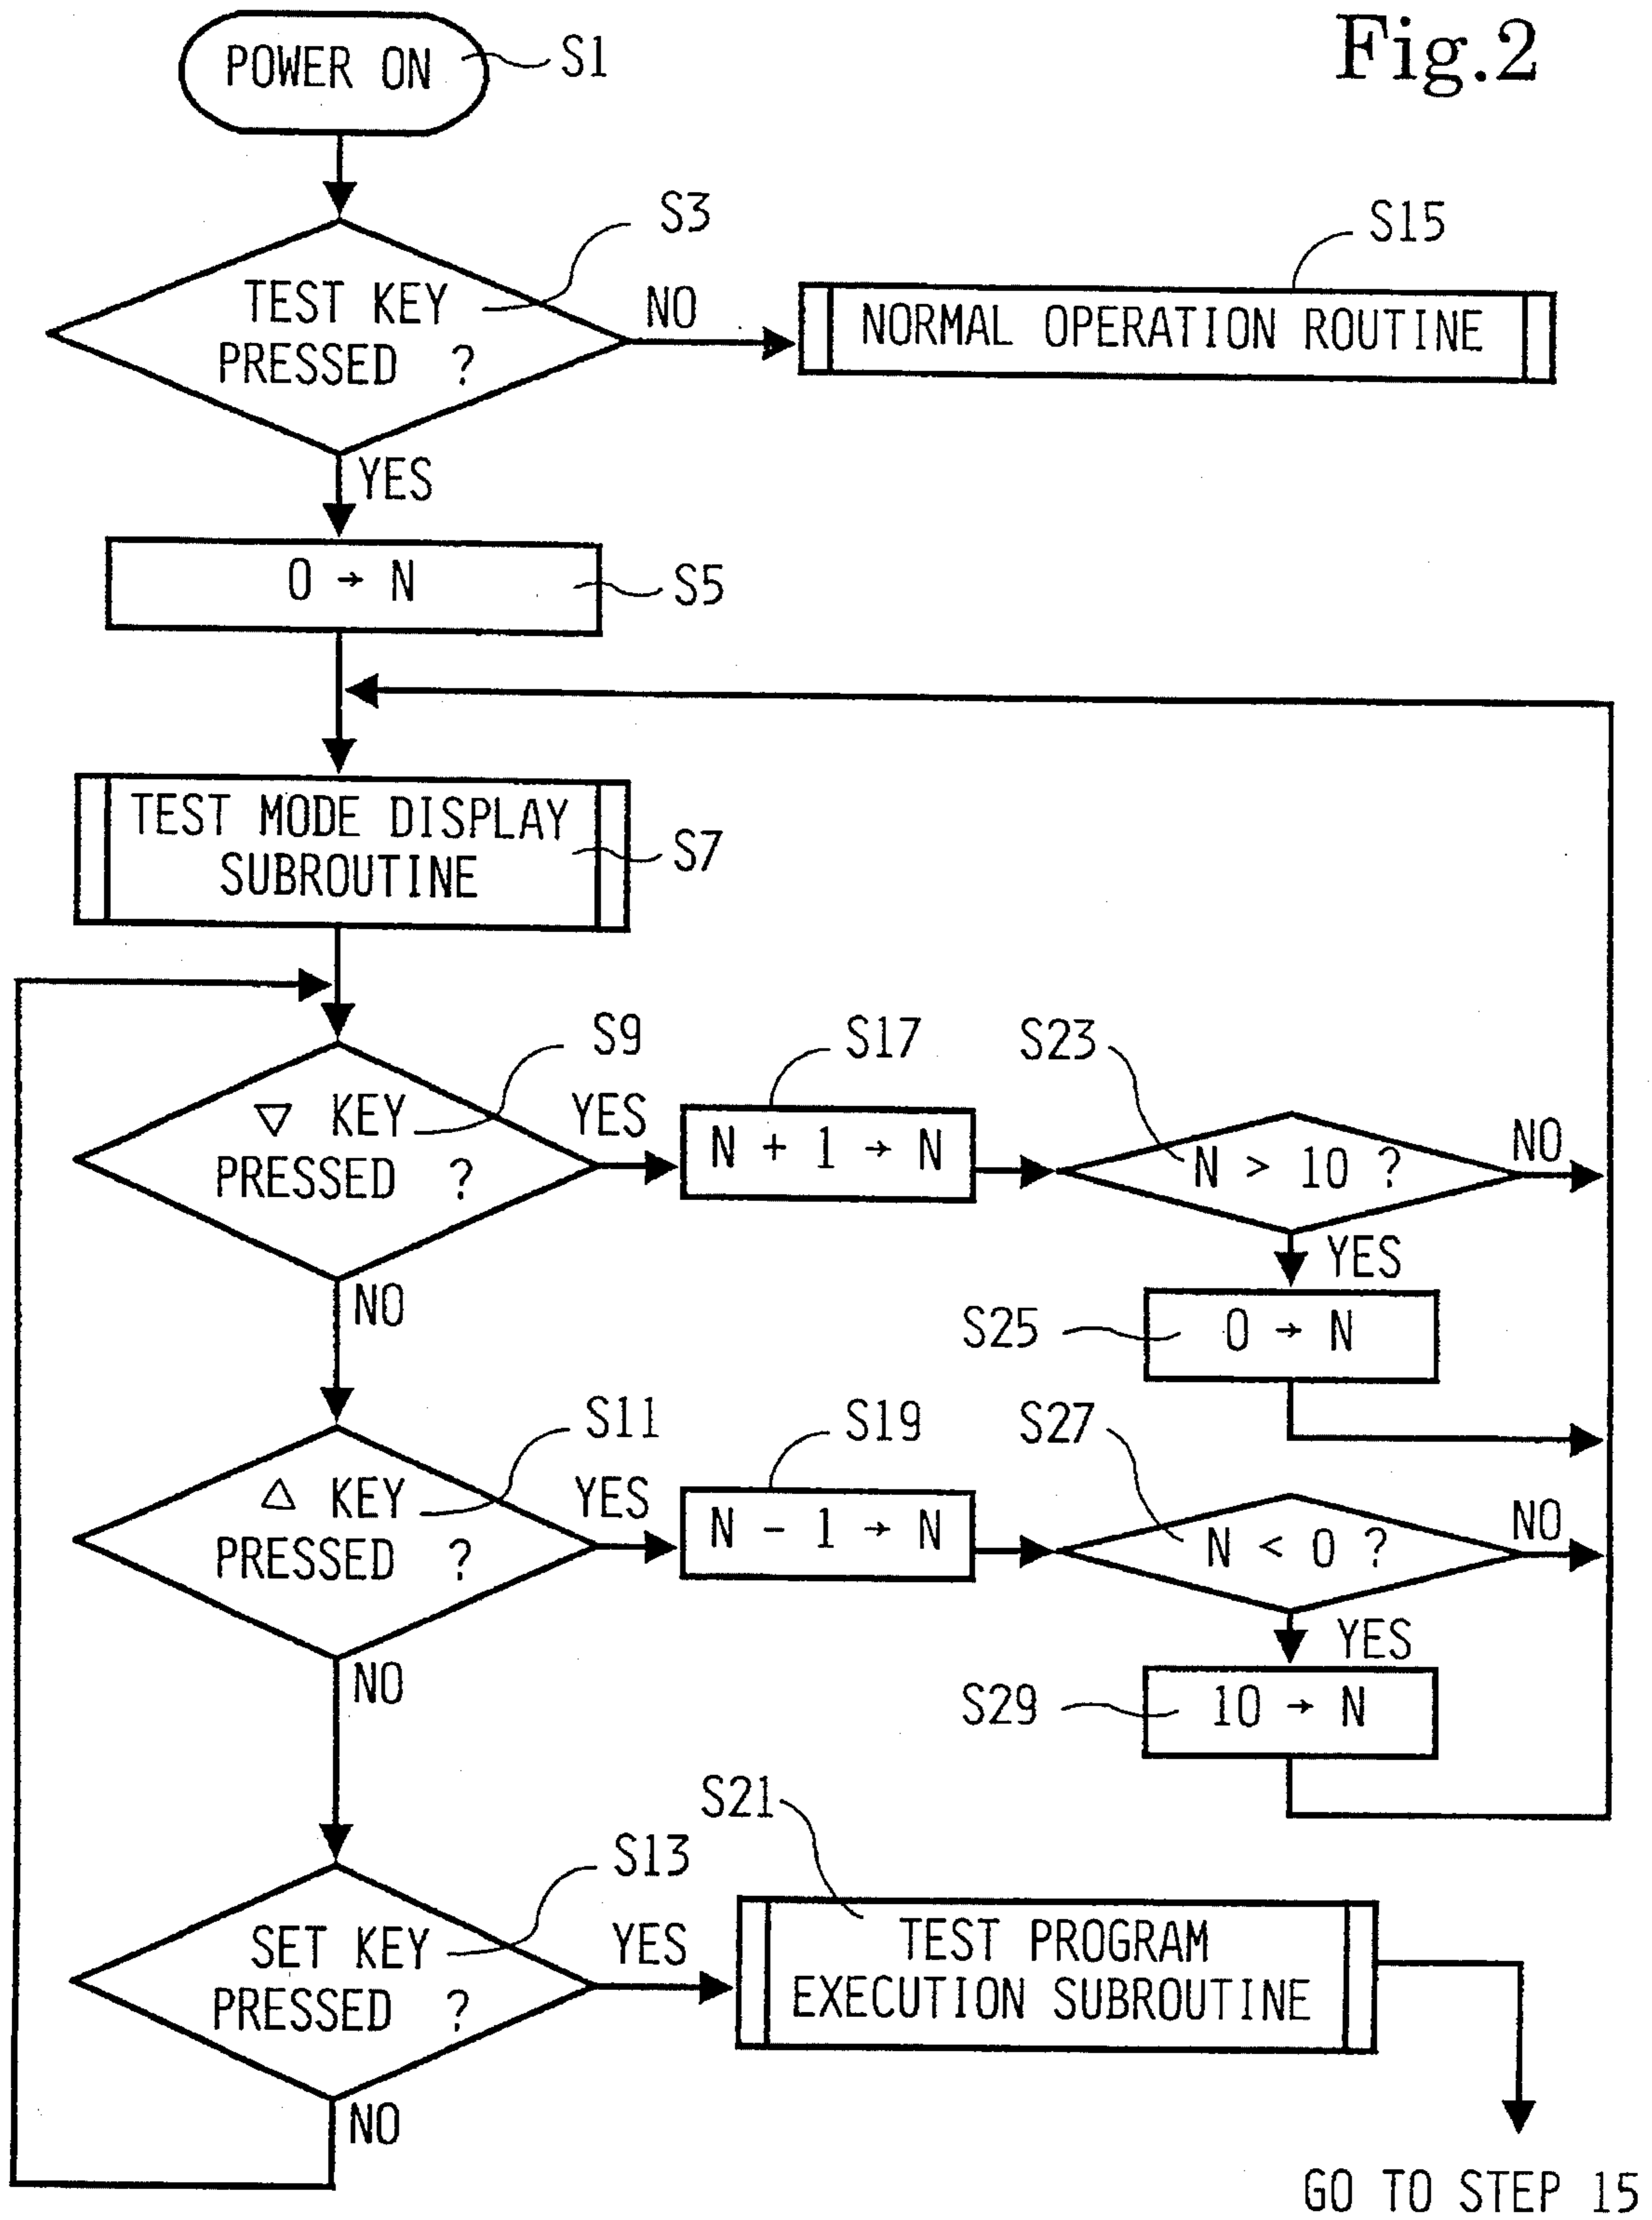 Fig.2
POWER ON
S1
S3
TEST KEY
PRESSED ?
NO
S15
NORMAL OPERATION ROUTINE
YES
0 → N
S5
TEST MODE DISPLAY
SUBROUTINE
S7
S9
▽ KEY
PRESSED ?
YES
S17
N + 1 → N
S23
N > 10 ?
NO
YES
NO
S25
0 → N
S11
△ KEY
PRESSED ?
YES
S19
N - 1 → N
S27
N < 0 ?
NO
YES
NO
S29
10 → N
S13
SET KEY
PRESSED ?
YES
S21
TEST PROGRAM
EXECUTION SUBROUTINE
NO
GO TO STEP 15